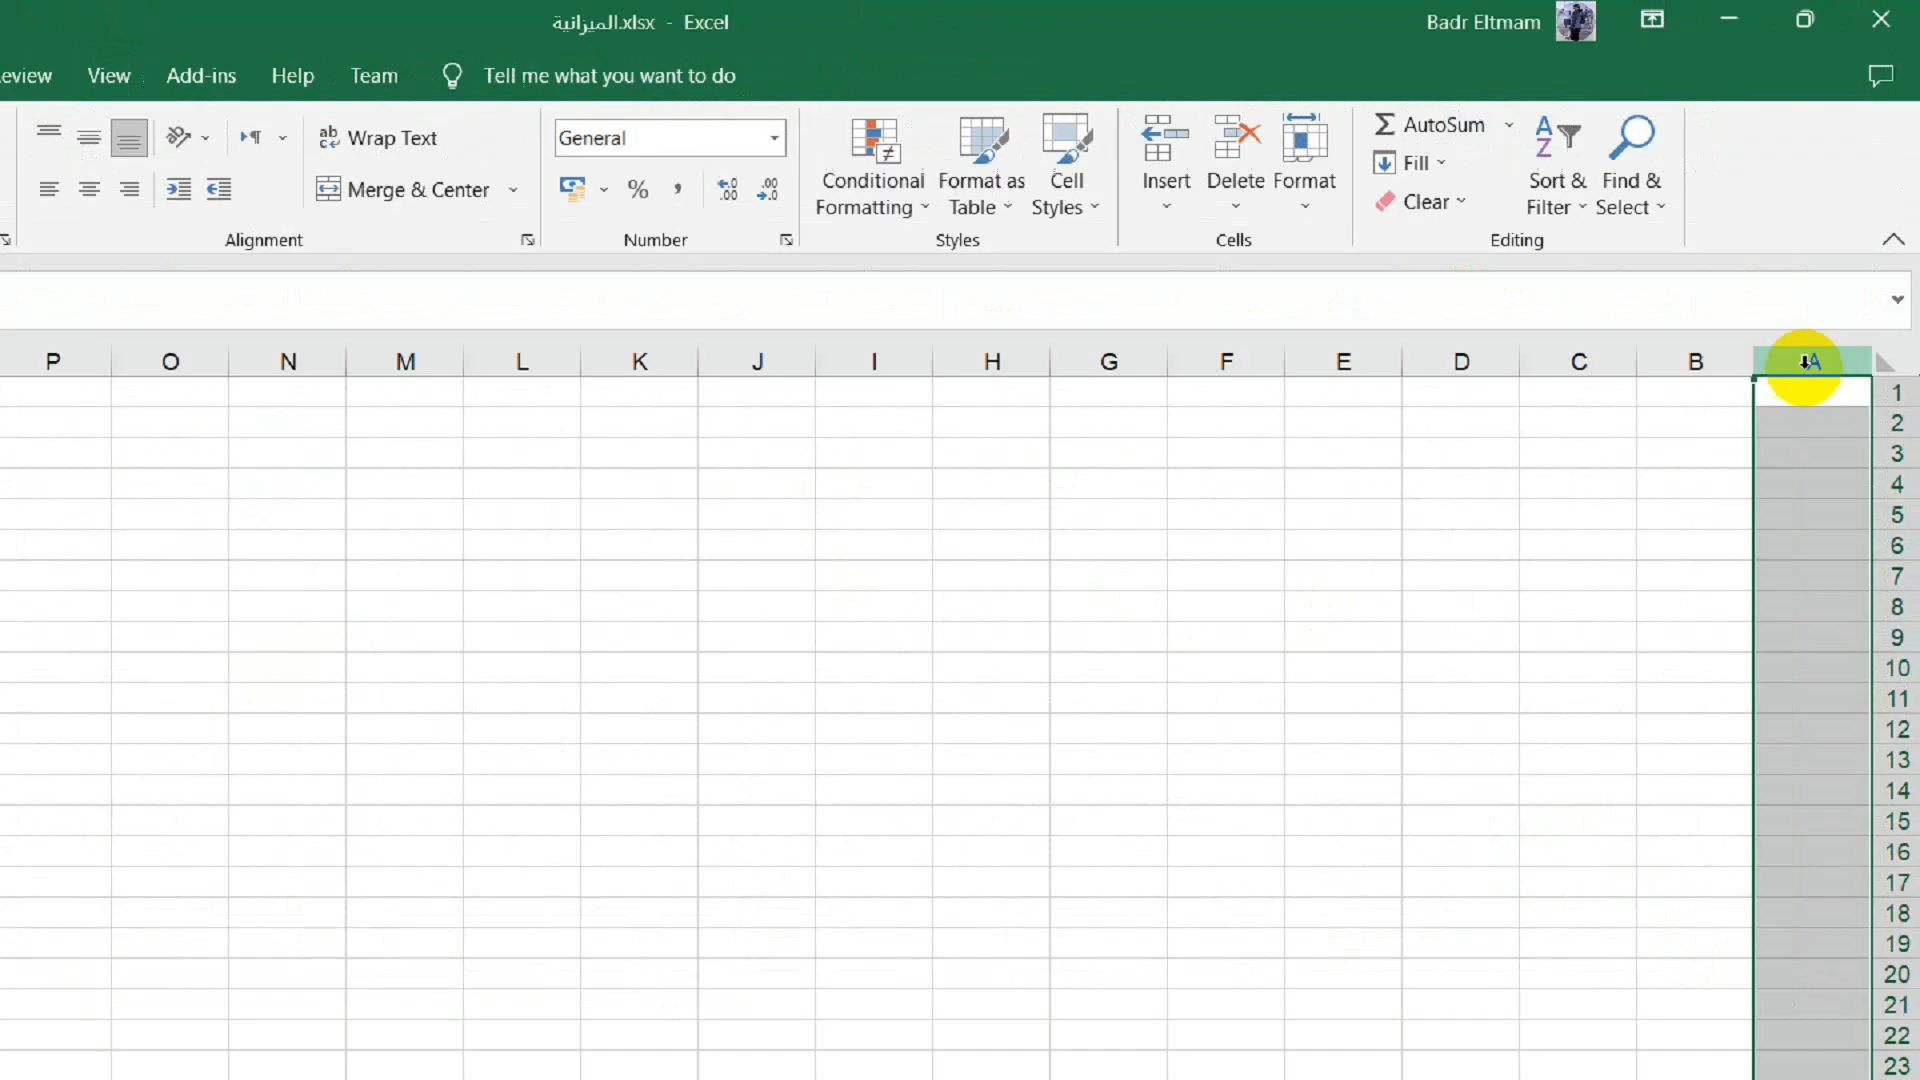 الميزانية.xlsx - Excel
Badr Eltmam
eview View Add-ins Help Team Tell me what you want to do
Wrap Text
General
AutoSum
Fill
Merge & Center
%
Conditional Formatting
Format as Table
Cell Styles
Insert
Delete
Format
Clear
Sort & Filter
Find & Select
Alignment
Number
Styles
Cells
Editing
P O N M L K J I H G F E D C B A
1
2
3
4
5
6
7
8
9
10
11
12
13
14
15
16
17
18
19
20
21
22
23